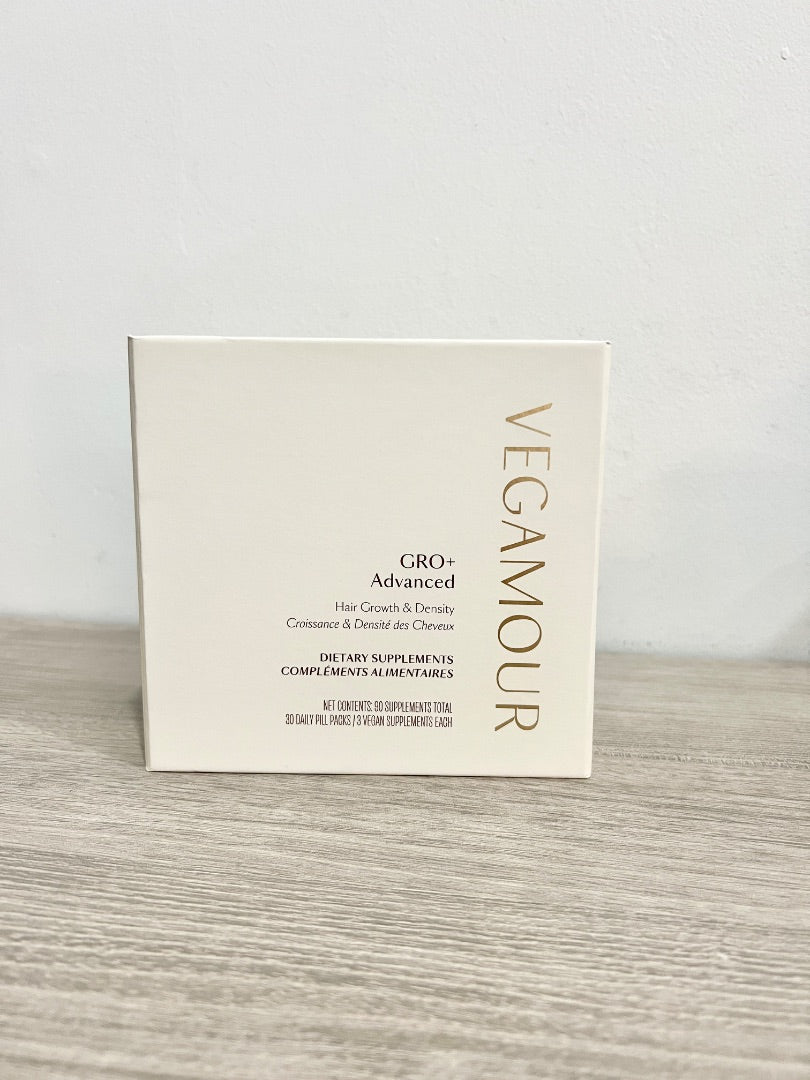 VEGAMOUR
GRO+
Advanced
Hair Growth & Density
Croissance & Densité des Cheveux
DIETARY SUPPLEMENTS
COMPLÉMENTS ALIMENTAIRES
NET CONTENTS: 90 SUPPLEMENTS TOTAL
30 DAILY PILL PACKS / 3 VEGAN SUPPLEMENTS EACH